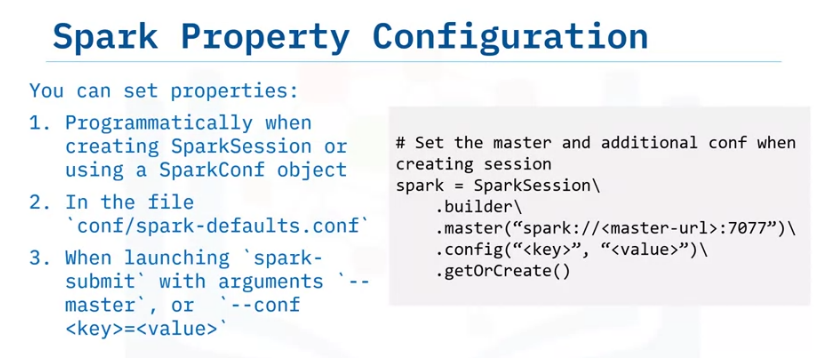 Spark Property Configuration
You can set properties:
1. Programmatically when
creating SparkSession or
using a SparkConf object
2. In the file
`conf/spark-defaults.conf`
3. When launching `spark-
submit` with arguments `--
master`, or `--conf
<key>=<value>`
# Set the master and additional conf when
creating session
spark = SparkSession\
.builder\
.master(“spark://<master-url>:7077”)\
.config(“<key>”, “<value>”)\
.getOrCreate()